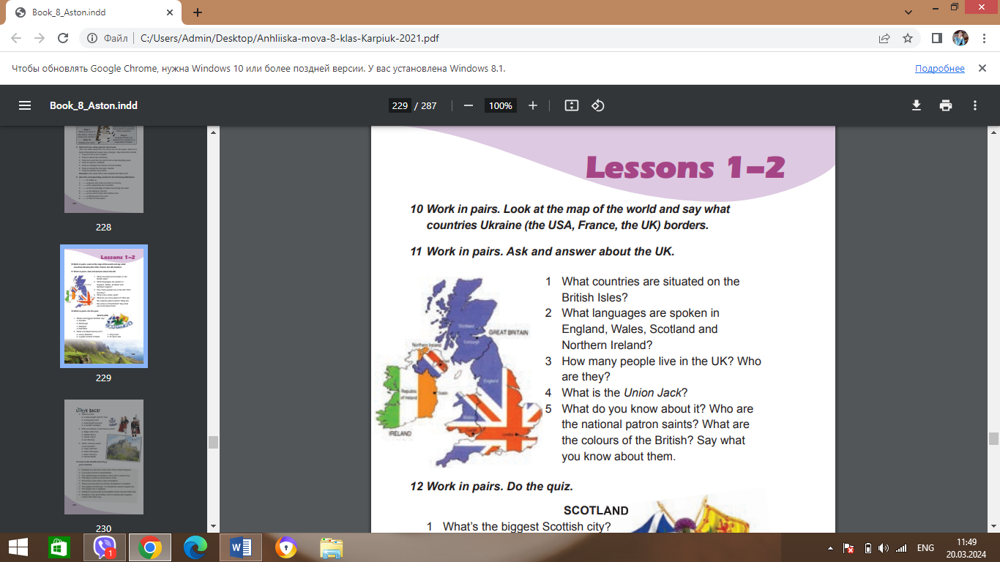 Book_8_Aston.indd
Файл
C:/Users/Admin/Desktop/Anhliiska-mova-8-klas-Karpiuk-2021.pdf
Чтобы обновлять Google Chrome, нужна Windows 10 или более поздней версии. У вас установлена Windows 8.1.
Подробнее
Book_8_Aston.indd
229 / 287
100%
228
Lessons 1–2
229
230
Lessons 1–2
10 Work in pairs. Look at the map of the world and say what
countries Ukraine (the USA, France, the UK) borders.
11 Work in pairs. Ask and answer about the UK.
Scotland
Edinburgh
GREAT BRITAIN
Northern Ireland
England
Republic
of Ireland
Dublin
IRELAND
Wales
London
1 What countries are situated on the
British Isles?
2 What languages are spoken in
England, Wales, Scotland and
Northern Ireland?
3 How many people live in the UK? Who
are they?
4 What is the Union Jack?
5 What do you know about it? Who are
the national patron saints? What are
the colours of the British? Say what
you know about them.
12 Work in pairs. Do the quiz.
SCOTLAND
1 What's the biggest Scottish city?
1
ENG
11:49
20.03.2024